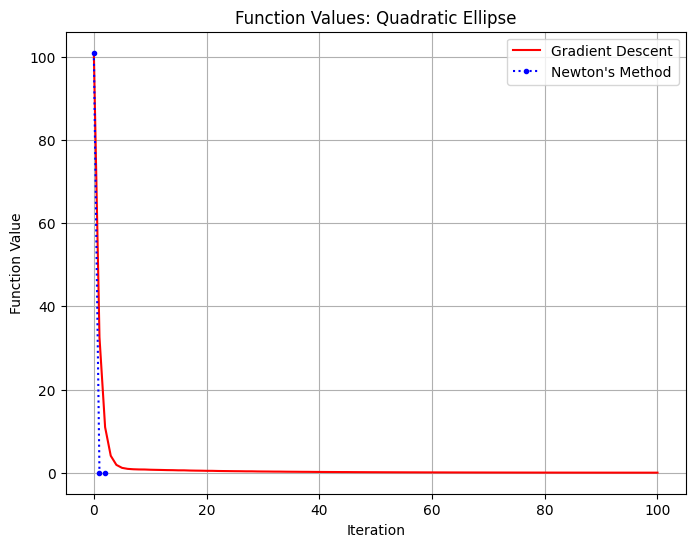 Function Values: Quadratic Ellipse
Gradient Descent
Newton's Method
Function Value
100
80
60
40
20
0
0 20 40 60 80 100
Iteration